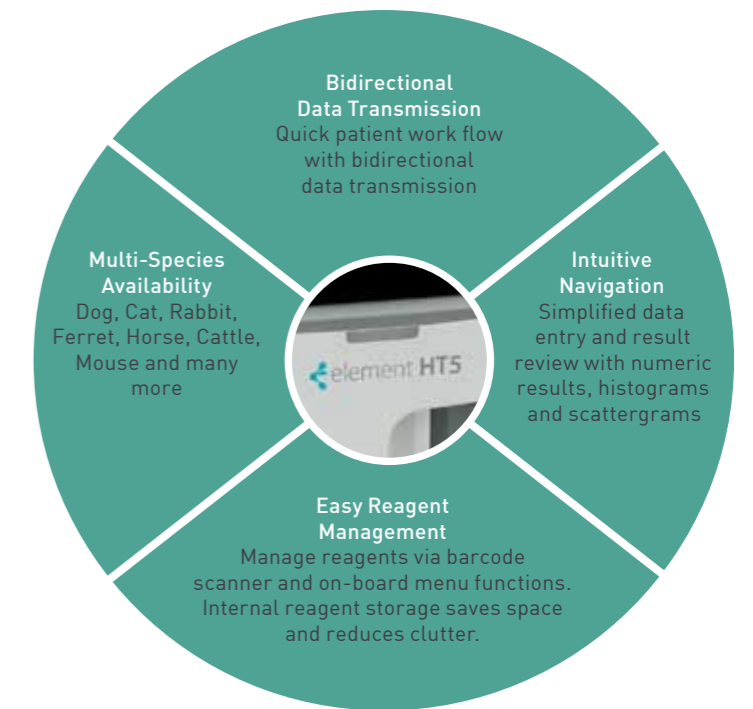 Bidirectional
Data Transmission
Quick patient work flow
with bidirectional
data transmission
Multi-Species
Availability
Dog, Cat, Rabbit,
Ferret, Horse, Cattle,
Mouse and many
more
element HT5
Intuitive
Navigation
Simplified data
entry and result
review with numeric
results, histograms
and scattergrams
Easy Reagent
Management
Manage reagents via barcode
scanner and on-board menu functions.
Internal reagent storage saves space
and reduces clutter.